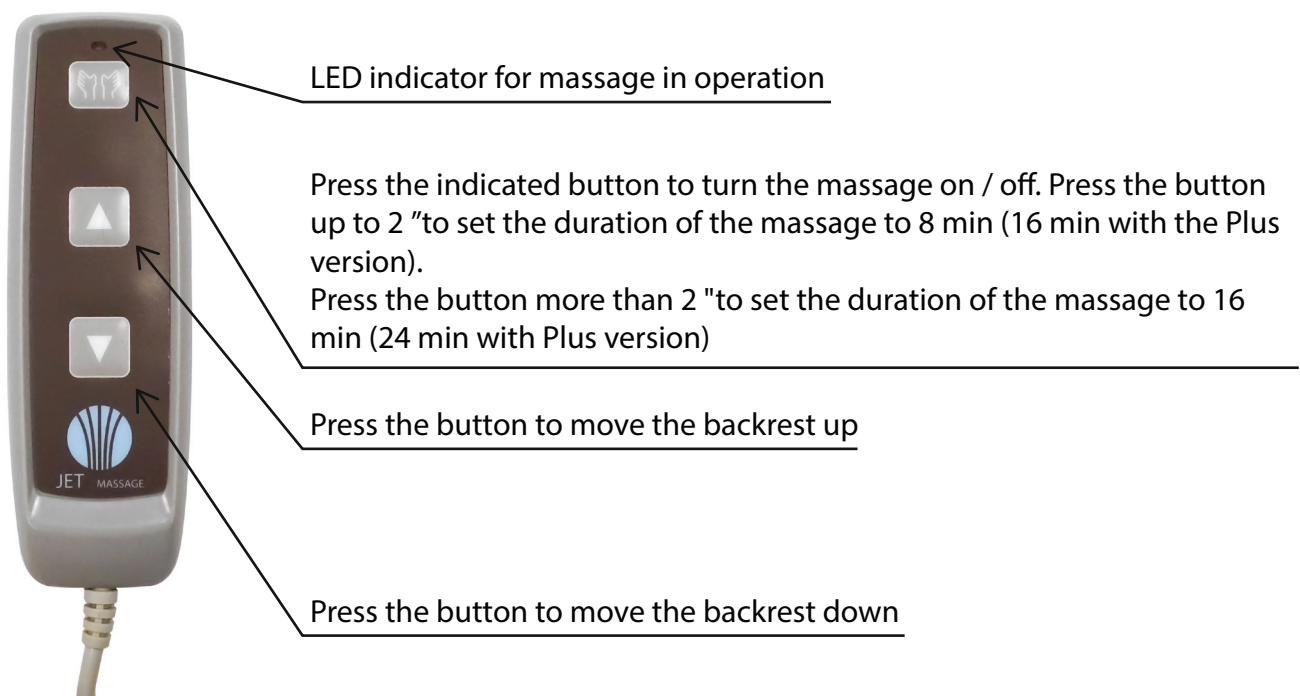 LED indicator for massage in operation
Press the indicated button to turn the massage on / off. Press the button
up to 2 ”to set the duration of the massage to 8 min (16 min with the Plus
version).
Press the button more than 2 "to set the duration of the massage to 16
min (24 min with Plus version)
Press the button to move the backrest up
JET MASSAGE
Press the button to move the backrest down